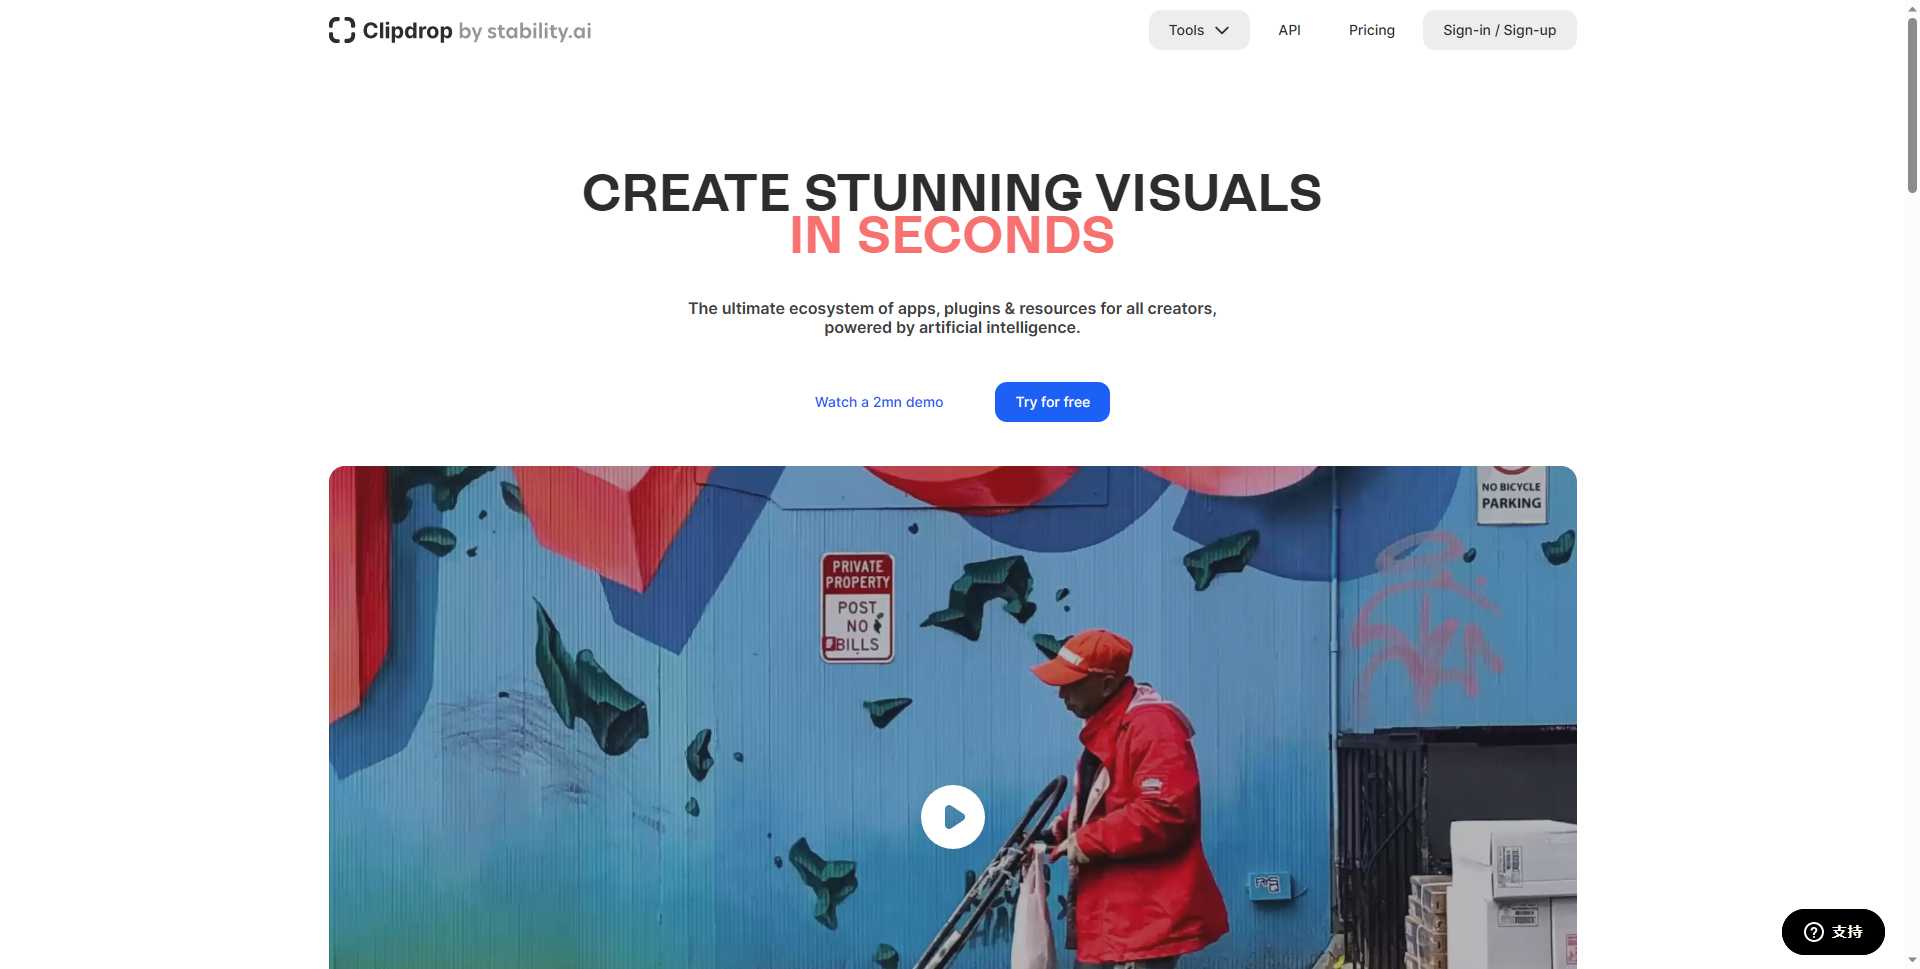 Clipdrop by stability.ai
Tools
API
Pricing
Sign-in / Sign-up
CREATE STUNNING VISUALS
IN SECONDS
The ultimate ecosystem of apps, plugins & resources for all creators,
powered by artificial intelligence.
Watch a 2mn demo
Try for free
NO BICYCLE
PARKING
PRIVATE
PROPERTY
POST
NO
BILLS
支持